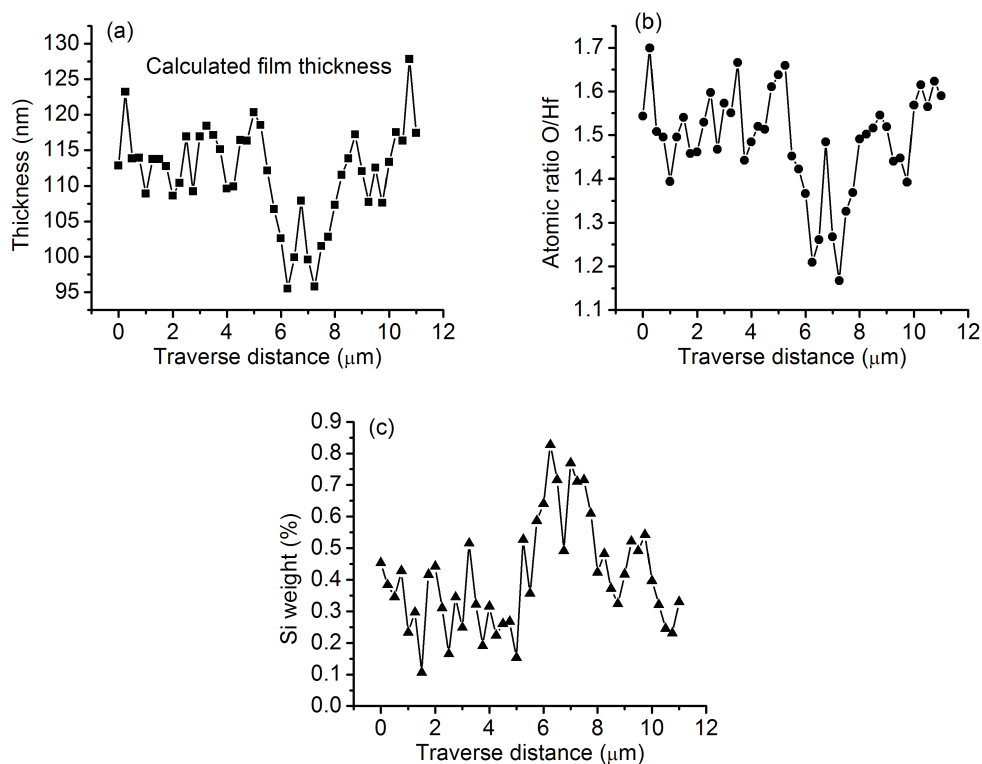 (a)
Calculated film thickness
Thickness (nm)
130
125
120
115
110
105
100
95
0 2 4 6 8 10 12
Traverse distance (μm)
(b)
Atomic ratio O/Hf
1.7
1.6
1.5
1.4
1.3
1.2
1.1
0 2 4 6 8 10 12
Traverse distance (μm)
(c)
Si weight (%)
0.9
0.8
0.7
0.6
0.5
0.4
0.3
0.2
0.1
0.0
0 2 4 6 8 10 12
Traverse distance (μm)